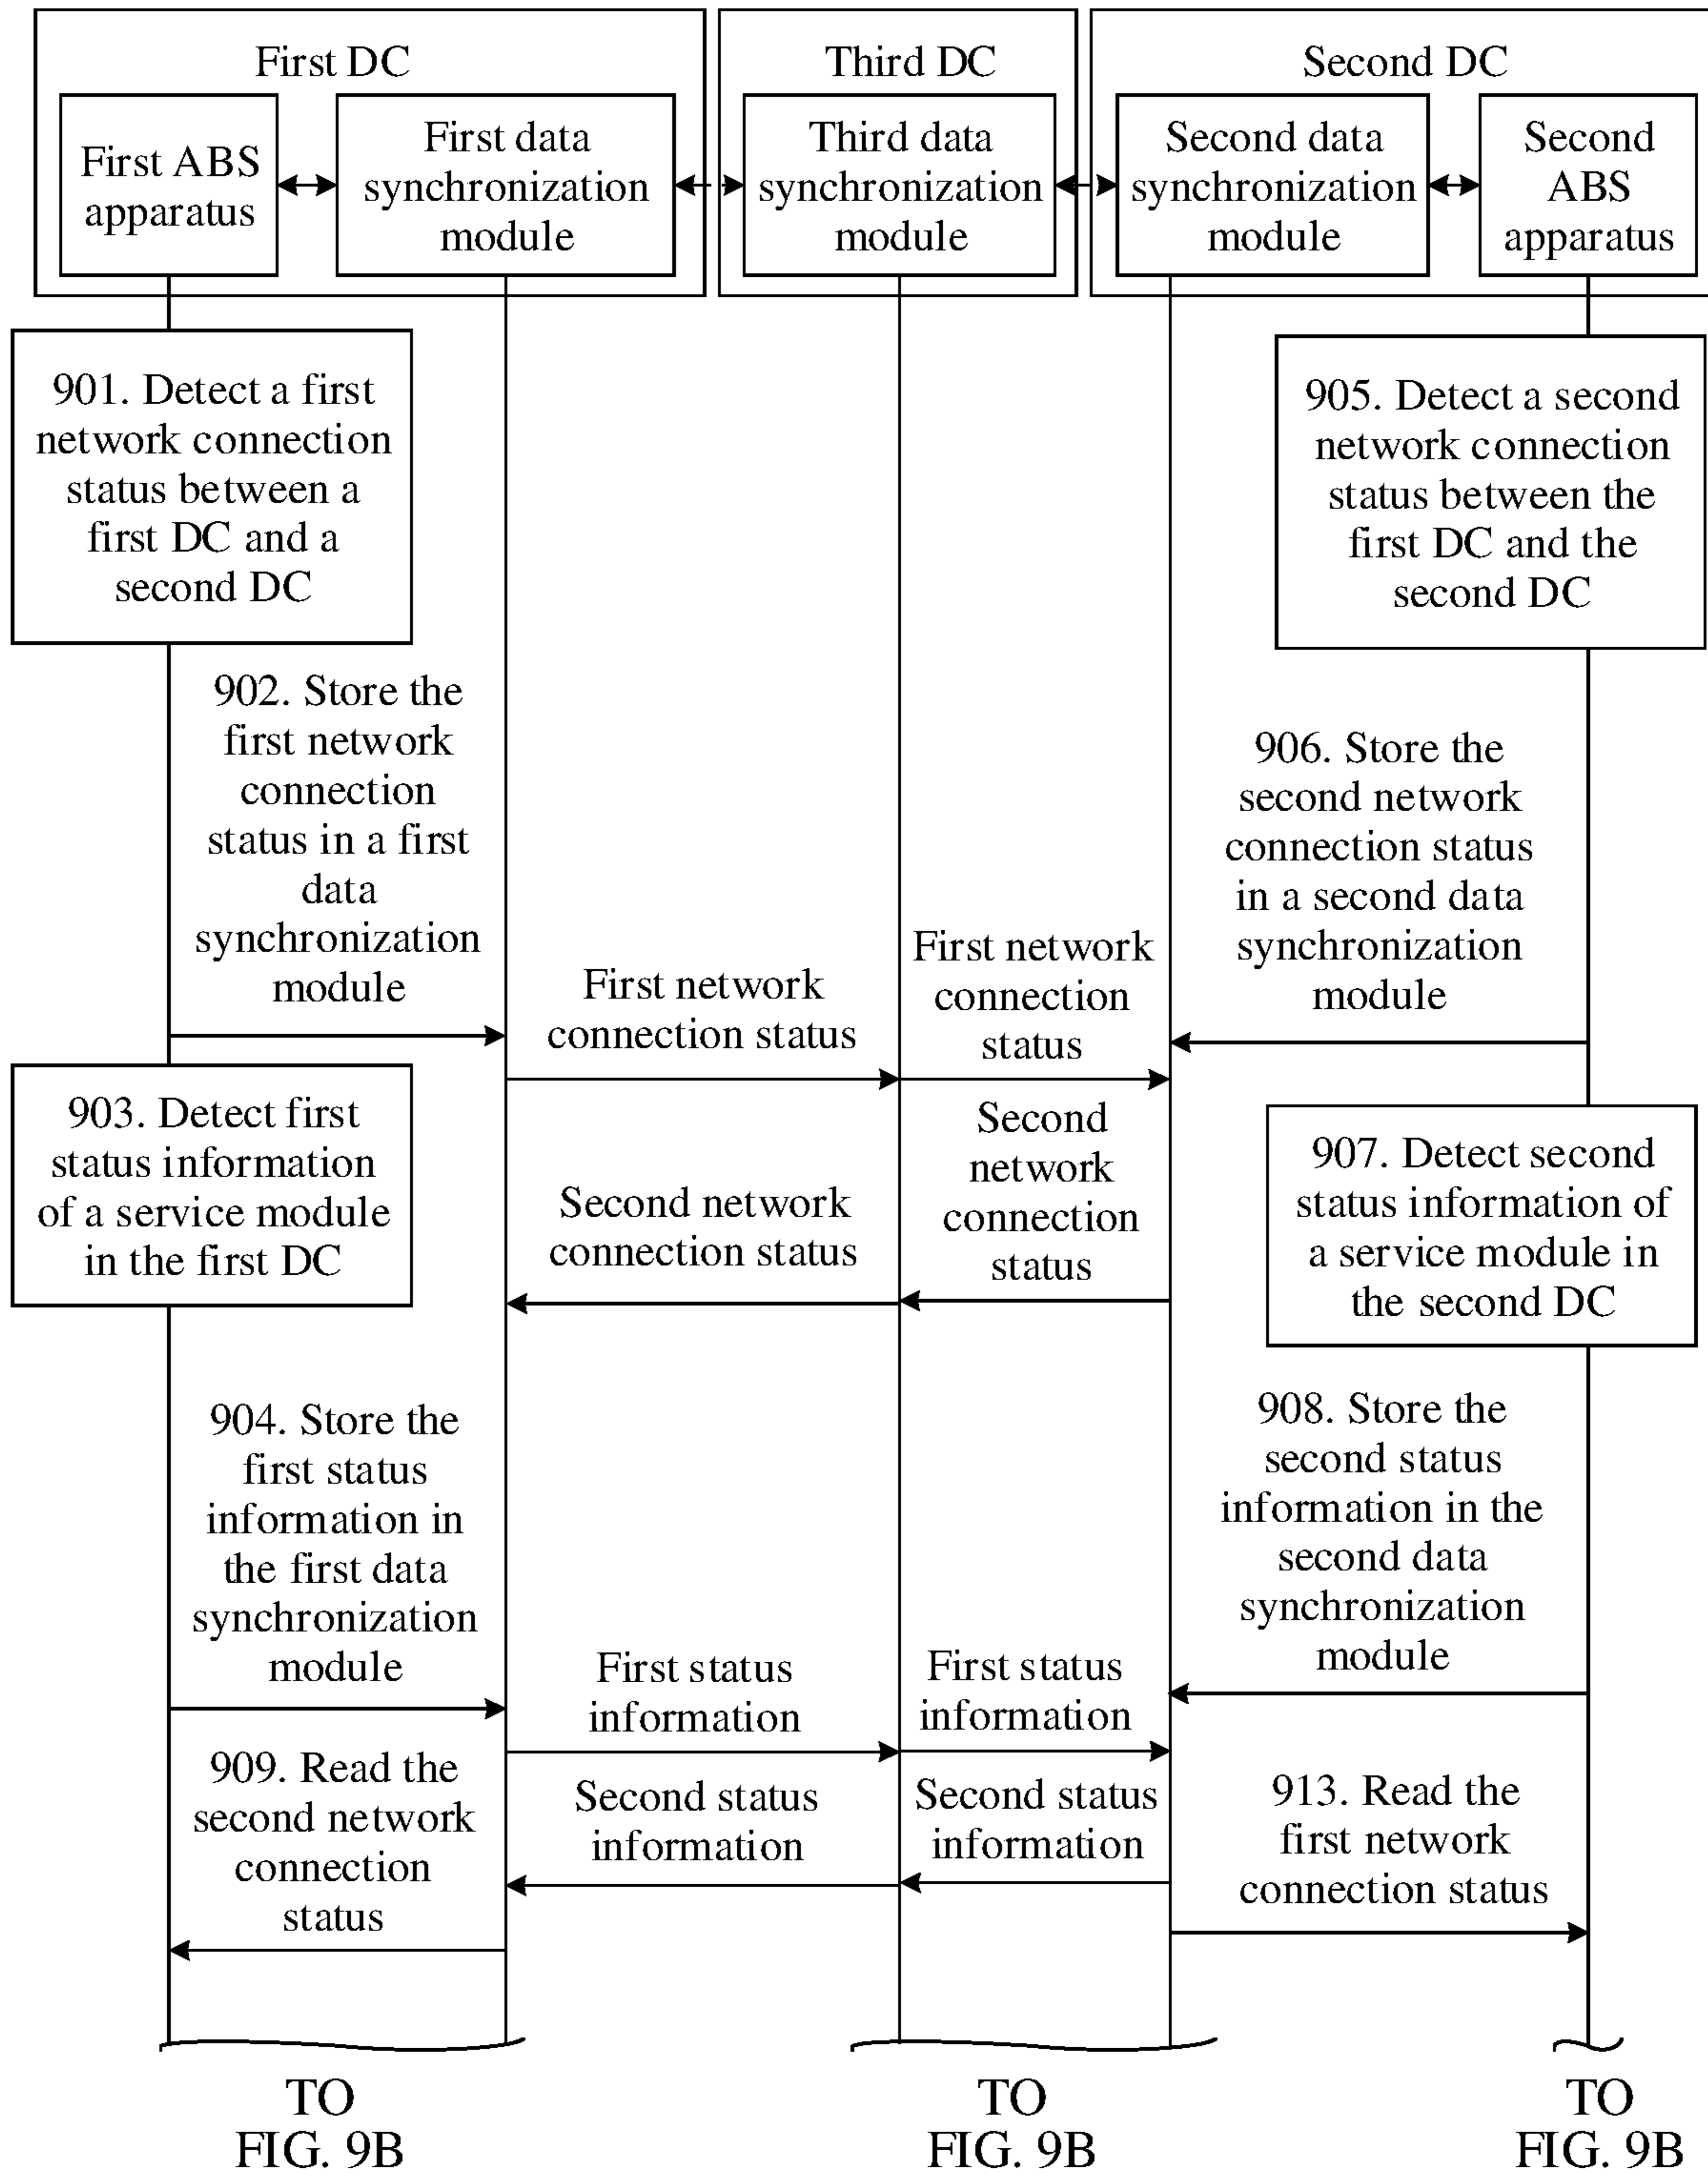 First DC
Third DC
Second DC
First ABS
apparatus
First data
synchronization
module
Third data
synchronization
module
Second data
synchronization
module
Second
ABS
apparatus
901. Detect a first
network connection
status between a
first DC and a
second DC
905. Detect a second
network connection
status between the
first DC and the
second DC
902. Store the
first network
connection
status in a first
data
synchronization
module
906. Store the
second network
connection status
in a second data
synchronization
module
First network
connection status
First network
connection
status
903. Detect first
status information
of a service module
in the first DC
Second network
connection status
Second
network
connection
status
907. Detect second
status information of
a service module in
the second DC
904. Store the
first status
information in
the first data
synchronization
module
908. Store the
second status
information in the
second data
synchronization
module
First status
information
First status
information
909. Read the
second network
connection
status
Second status
information
Second status
information
913. Read the
first network
connection status
TO
FIG. 9B
TO
FIG. 9B
TO
FIG. 9B